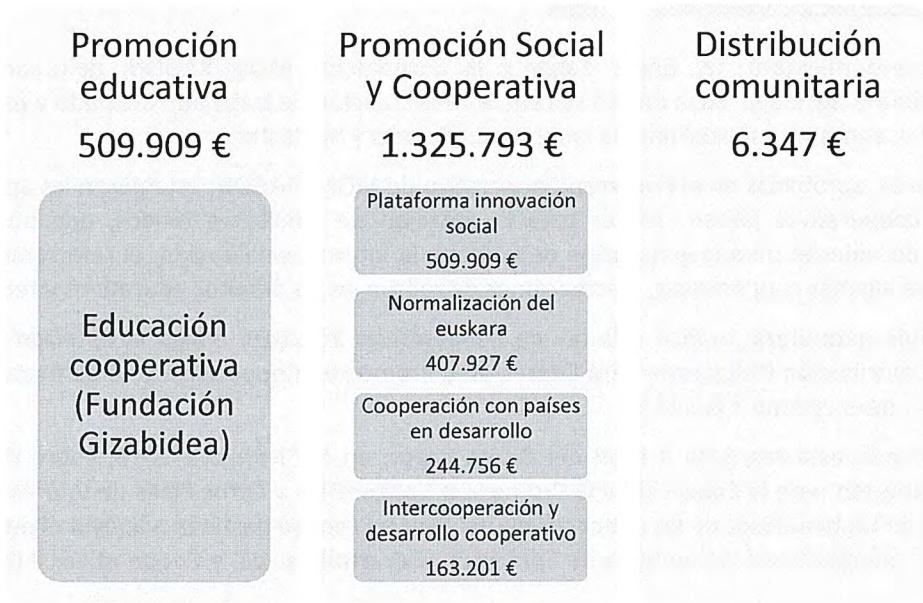 Promoción
educativa
509.909 €
Educación
cooperativa
(Fundación
Gizabidea)
Promoción Social
y Cooperativa
1.325.793 €
Plataforma innovación
social
509.909 €
Normalización del
euskara
407.927 €
Cooperación con países
en desarrollo
244.756 €
Intercooperación y
desarrollo cooperativo
163.201 €
Distribución
comunitaria
6.347 €